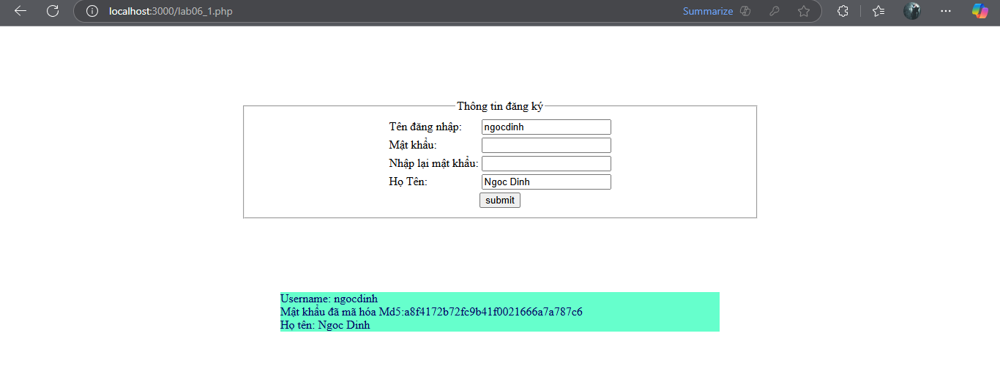 localhost:3000/lab06_1.php
Summarize
Thông tin đăng ký
Tên đăng nhập: ngocdinh
Mật khẩu:
Nhập lại mật khẩu:
Họ Tên: Ngoc Dinh
submit
Username: ngocdinh
Mật khẩu đã mã hóa Md5:a8f4172b72fc9b41f0021666a7a787c6
Họ tên: Ngoc Dinh